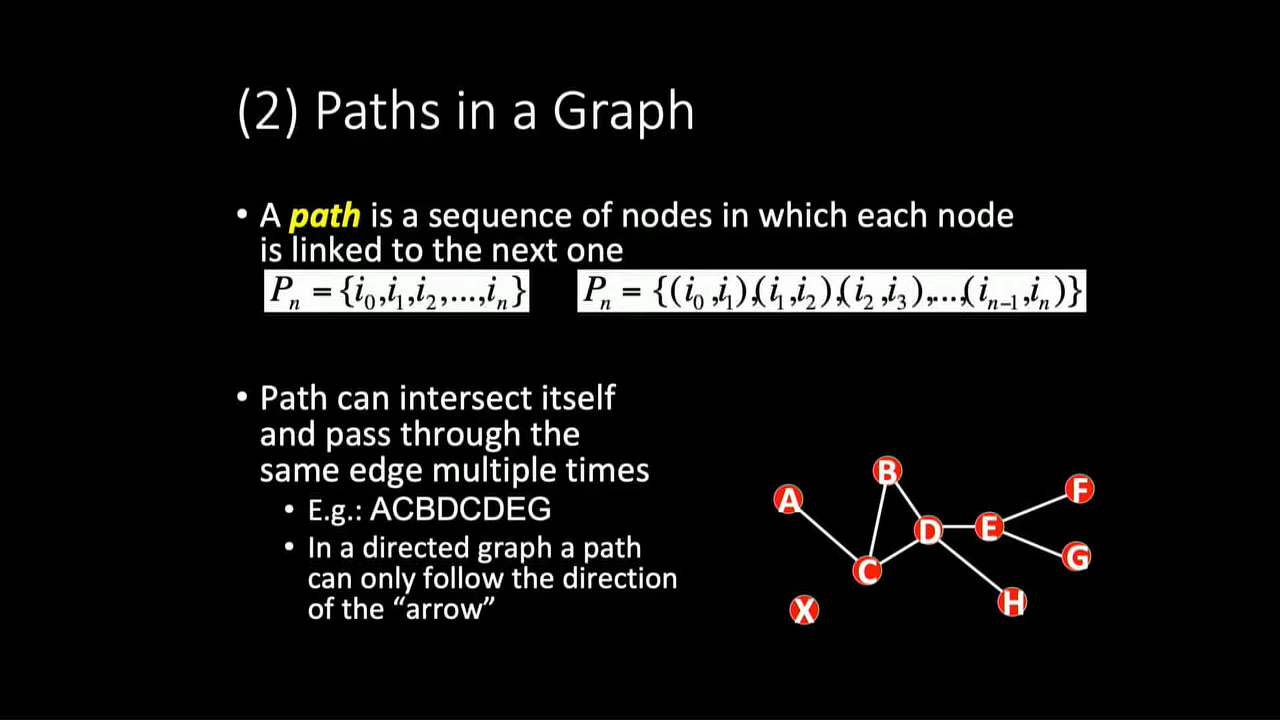 (2) Paths in a Graph
• A path is a sequence of nodes in which each node
is linked to the next one
Pₙ = {i₀,i₁,i₂,...,iₙ}
Pₙ = {(i₀,i₁),(i₁,i₂),(i₂,i₃),...,(iₙ₋₁,iₙ)}
• Path can intersect itself
and pass through the
same edge multiple times
• E.g.: ACBDCDEG
• In a directed graph a path
can only follow the direction
of the “arrow”
B
A
F
D
E
G
C
X
H